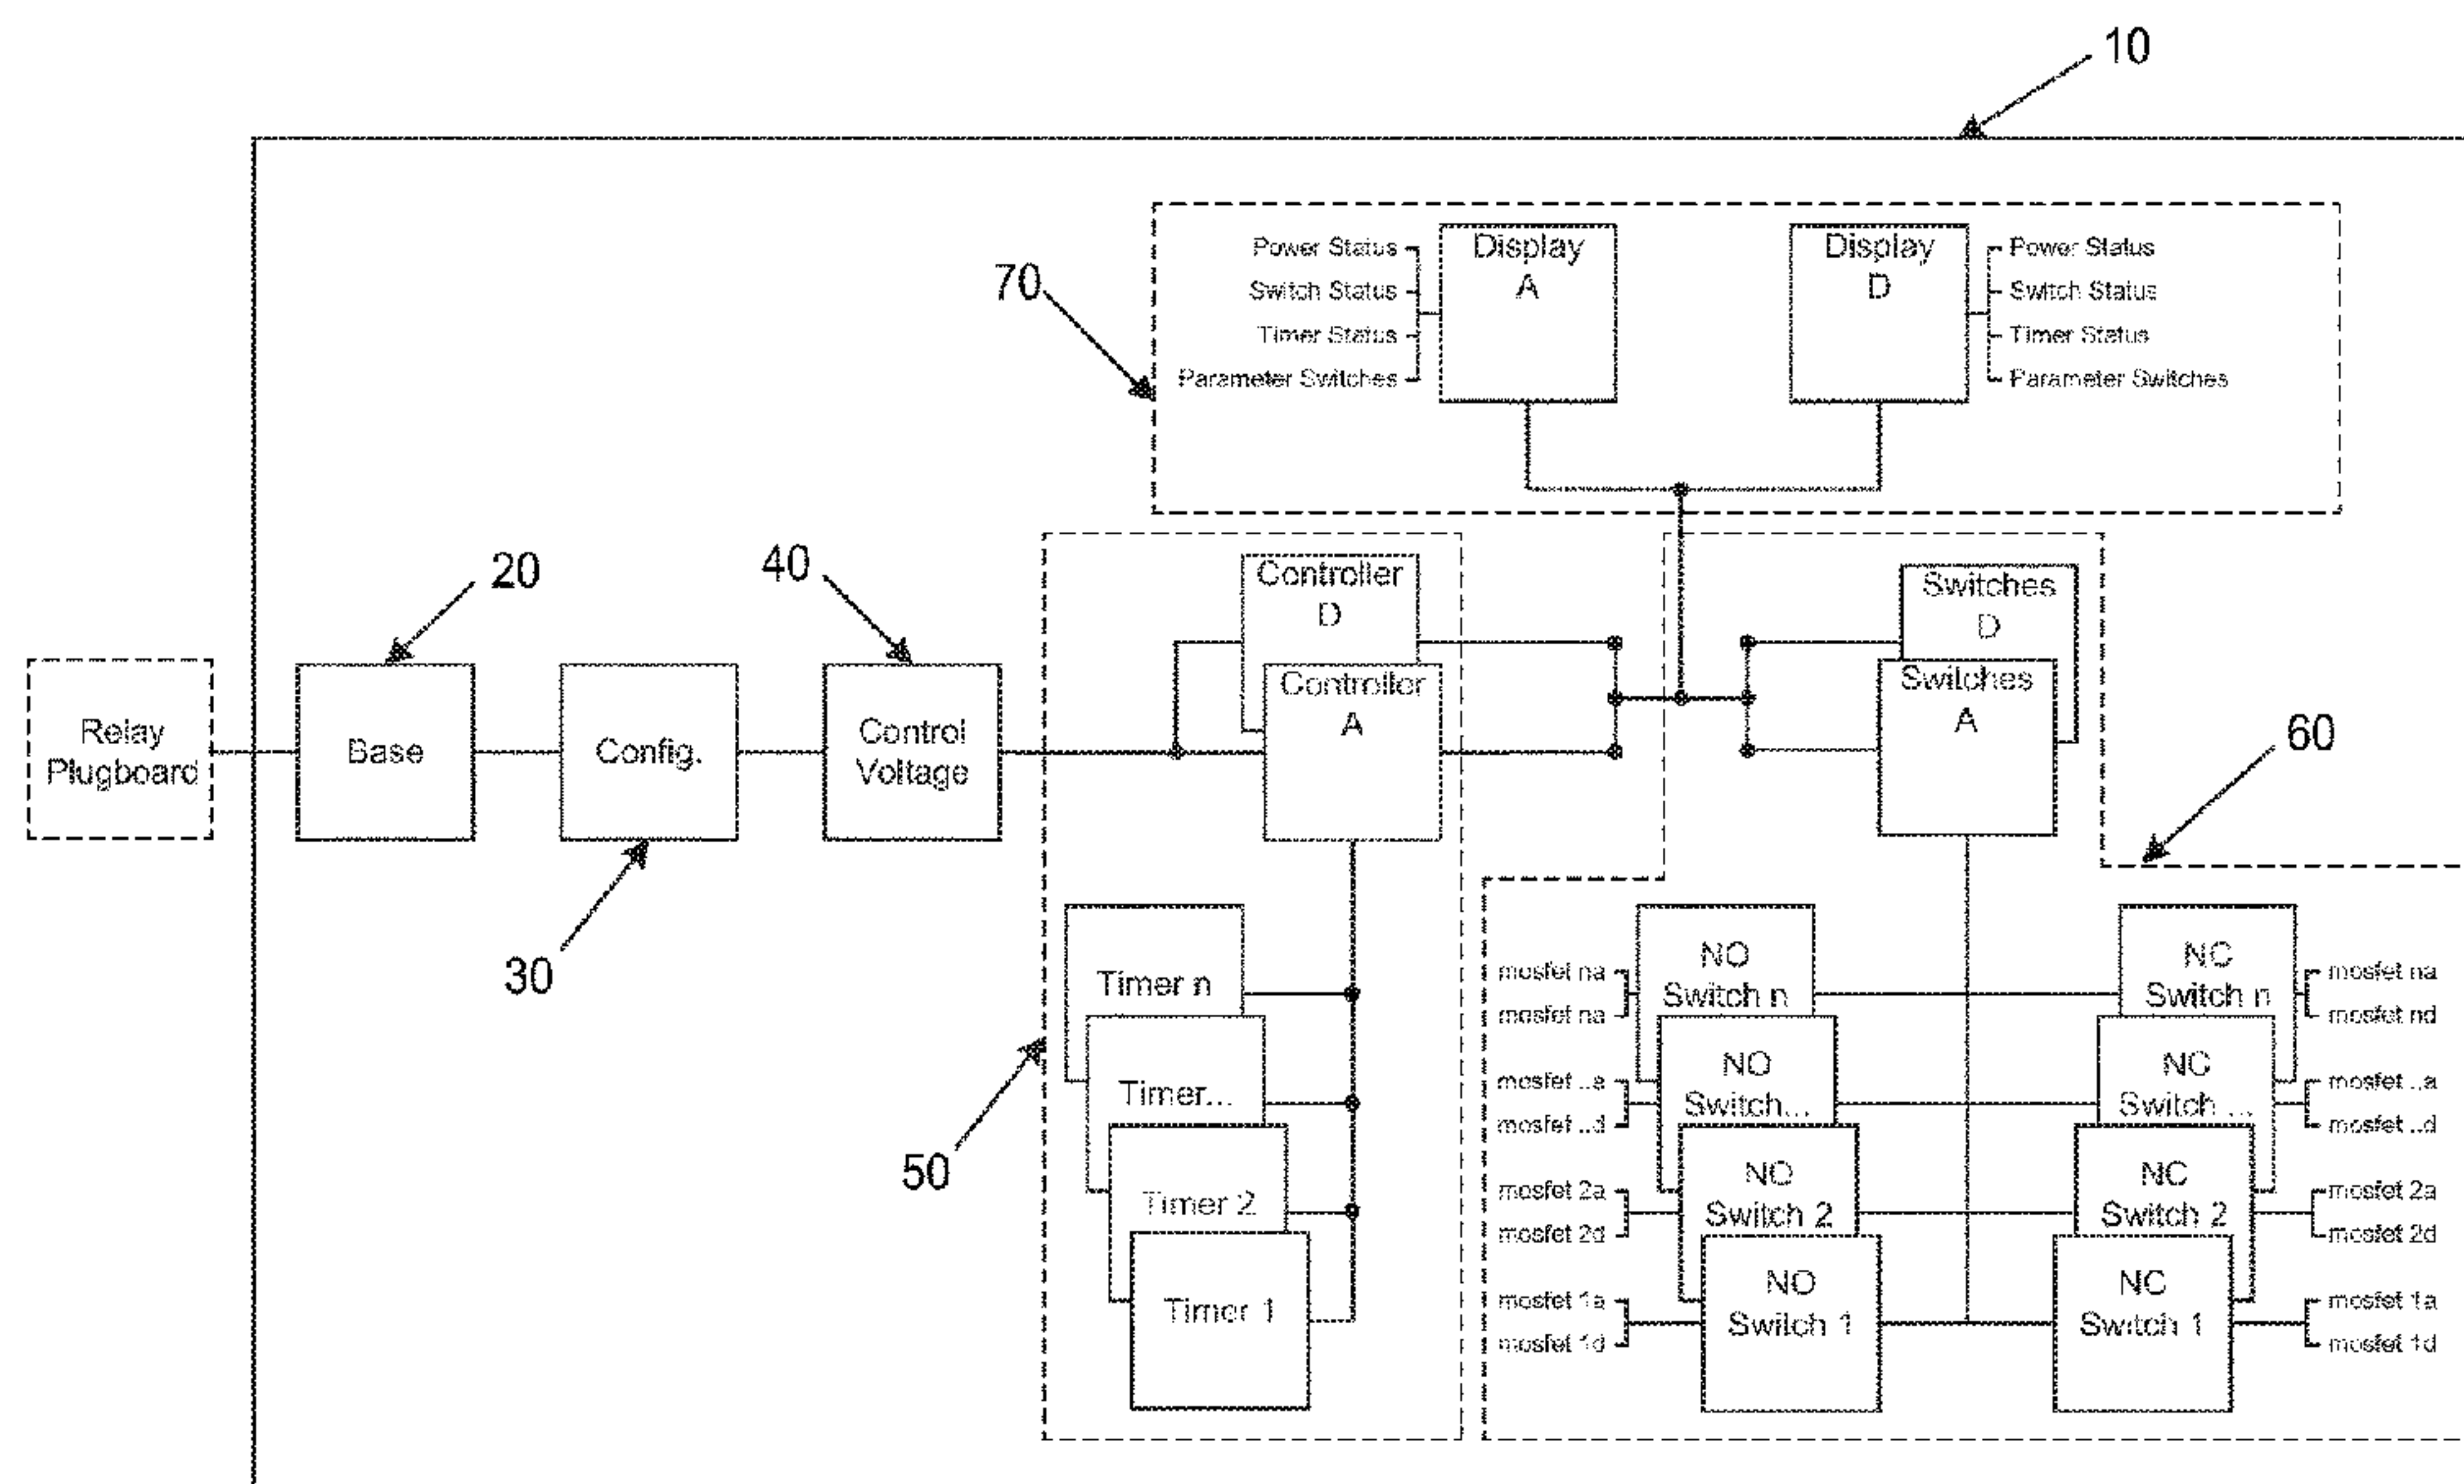 10
Power Status
Switch Status
Timer Status
Parameter Switches
Display
A
Display
D
Power Status
Switch Status
Timer Status
Parameter Switches
70
20
40
Controller
D
Controller
A
Switches
D
Switches
A
60
Relay
Plugboard
Base
Config.
Control
Voltage
30
50
Timer n
Timer...
Timer 2
Timer 1
mosfet na
mosfet na
NO
Switch n
NC
Switch n
mosfet na
mosfet nd
mosfet ..a
mosfet ..d
NO
Switch...
NC
Switch ...
mosfet ..a
mosfet ..d
mosfet 2a
mosfet 2d
NO
Switch 2
NC
Switch 2
mosfet 2a
mosfet 2d
mosfet 1a
mosfet 1d
NO
Switch 1
NC
Switch 1
mosfet 1a
mosfet 1d